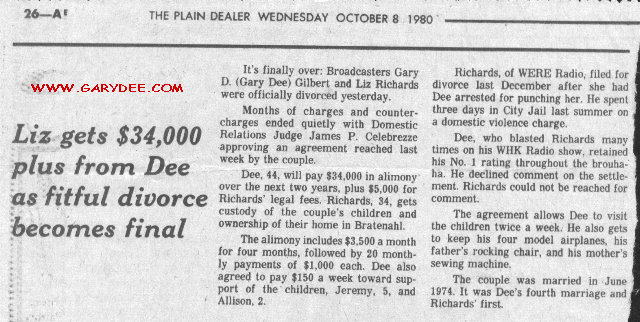 26—A
THE PLAIN DEALER WEDNESDAY OCTOBER 8 1980
WWW.GARYDEE.COM
Liz gets $34,000
plus from Dee
as fitful divorce
becomes final
It's finally over: Broadcasters Gary
D. (Gary Dee) Gilbert and Liz Richards
were officially divorced yesterday.
Months of charges and counter-
charges ended quietly with Domestic
Relations Judge James P. Celebrezze
approving an agreement reached last
week by the couple.
Dee, 44, will pay $34,000 in alimony
over the next two years, plus $5,000 for
Richards' legal fees. Richards, 34, gets
custody of the couple's children and
ownership of their home in Bratenahl.
The alimony includes $3,500 a month
for four months, followed by 20 month-
ly payments of $1,000 each. Dee also
agreed to pay $150 a week toward sup-
port of the children, Jeremy, 5, and
Allison, 2.
Richards, of WERE Radio, filed for
divorce last December after she had
Dee arrested for punching her. He spent
three days in City Jail last summer on
a domestic violence charge.
Dee, who blasted Richards many
times on his WHK Radio show, retained
his No. 1 rating throughout the brouha-
ha. He declined comment on the settle-
ment. Richards could not be reached for
comment.
The agreement allows Dee to visit
the children twice a week. He also gets
to keep his four model airplanes, his
father's rocking chair, and his mother's
sewing machine.
The couple was married in June
1974. It was Dee's fourth marriage and
Richards' first.